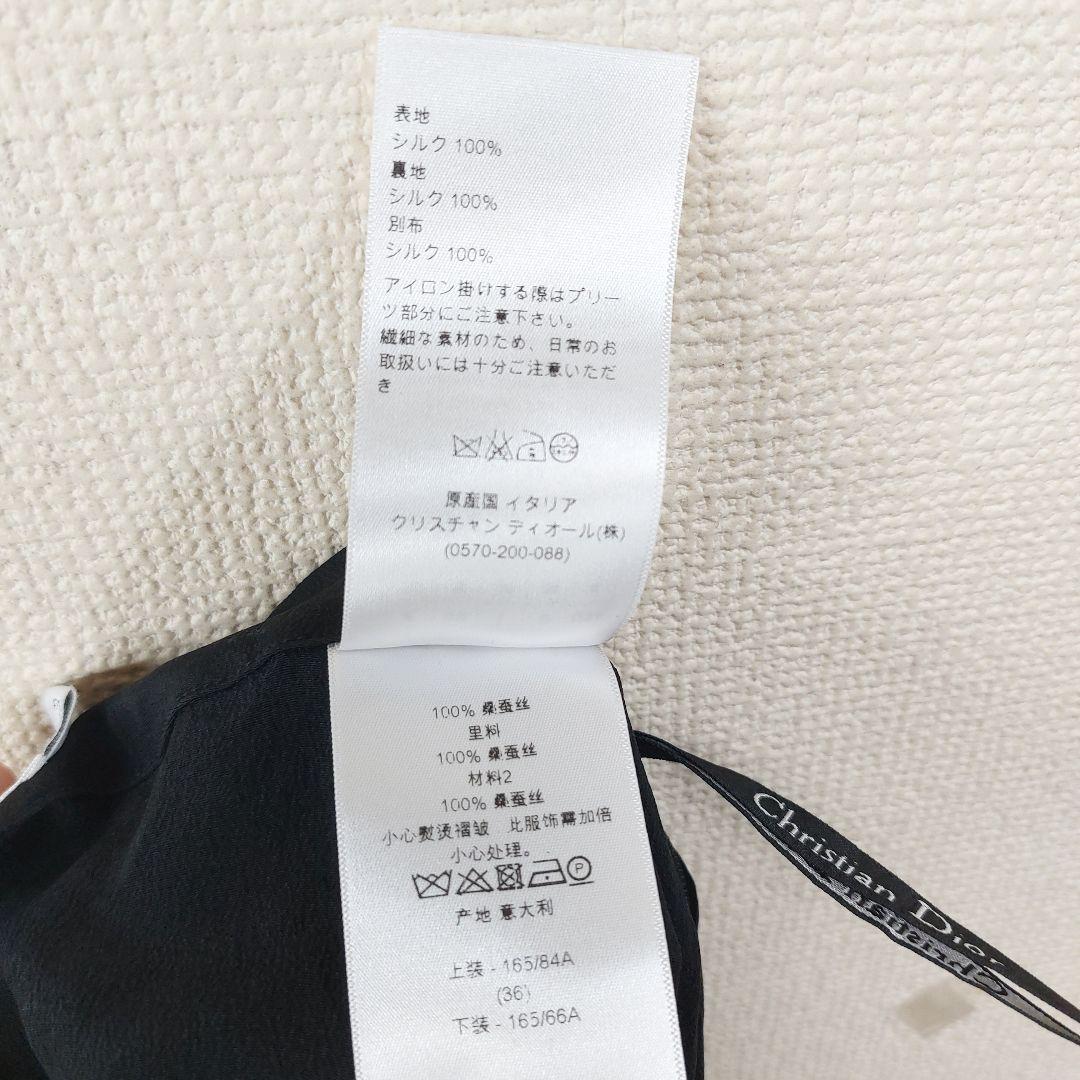 表地
シルク 100%
裏地
シルク 100%
別布
シルク 100%
アイロン掛けする際はプリー
ツ部分にご注意下さい。
繊細な素材のため、日常のお
取扱いには十分ご注意いただ
き
原産国 イタリア
クリスチャン ディオール(株)
(0570-200-088)
100% 桑蚕丝
里料
100% 桑蚕丝
材料2
100% 桑蚕丝
小心熨烫褶皱 此服饰需加倍
小心处理。
P
产地 意大利
上装 - 165/84A
(36)
下装 - 165/66A
Christian Dior